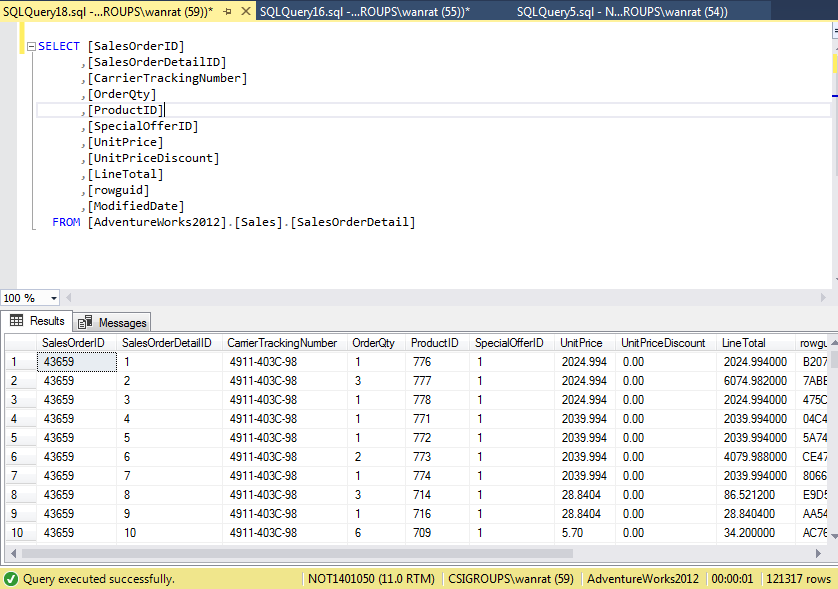 SQLQuery18.sql -...ROUPS\wanrat (59))* SQLQuery16.sql -...ROUPS\wanrat (55))* SQLQuery5.sql - N...ROUPS\wanrat (54))
SELECT [SalesOrderID]
,[SalesOrderDetailID]
,[CarrierTrackingNumber]
,[OrderQty]
,[ProductID]
,[SpecialOfferID]
,[UnitPrice]
,[UnitPriceDiscount]
,[LineTotal]
,[rowguid]
,[ModifiedDate]
FROM [AdventureWorks2012].[Sales].[SalesOrderDetail]
100 %
Results Messages
SalesOrderID SalesOrderDetailID CarrierTrackingNumber OrderQty ProductID SpecialOfferID UnitPrice UnitPriceDiscount LineTotal rowgu
1 43659 1 4911-403C-98 1 776 1 2024.994 0.00 2024.994000 B207
2 43659 2 4911-403C-98 3 777 1 2024.994 0.00 6074.982000 7ABE
3 43659 3 4911-403C-98 1 778 1 2024.994 0.00 2024.994000 475C
4 43659 4 4911-403C-98 1 771 1 2039.994 0.00 2039.994000 04C4
5 43659 5 4911-403C-98 1 772 1 2039.994 0.00 2039.994000 5A74
6 43659 6 4911-403C-98 2 773 1 2039.994 0.00 4079.988000 CE47
7 43659 7 4911-403C-98 1 774 1 2039.994 0.00 2039.994000 8066
8 43659 8 4911-403C-98 3 714 1 28.8404 0.00 86.521200 E9D5
9 43659 9 4911-403C-98 1 716 1 28.8404 0.00 28.840400 AA54
10 43659 10 4911-403C-98 6 709 1 5.70 0.00 34.200000 AC76
Query executed successfully. NOT1401050 (11.0 RTM) CSIGROUPS\wanrat (59) AdventureWorks2012 00:00:01 121317 rows